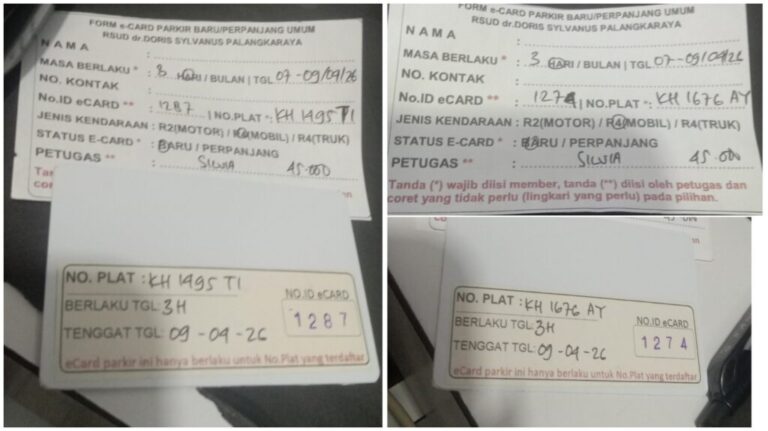 FORM e-CARD PARKIR BARU/PERPANJANG UMUM
RSUD dr.DORIS SYLVANUS PALANGKARAYA
N A M A :
MASA BERLAKU * : 3 HARI / BULAN | TGL 07-09/04/26
NO. KONTAK :
No.ID eCARD ** : 1287 | NO.PLAT *: KH 1495 TI
JENIS KENDARAAN : R2(MOTOR) / R4(MOBIL) / R4(TRUK)
STATUS E-CARD * : BARU / PERPANJANG
PETUGAS ** : SILVIA 45.000
Tanda
coret
NO. PLAT: KH 1495 TI
BERLAKU TGL: 3H
TENGGAT TGL: 09-04-26
NO.ID eCARD
1287
eCard parkir ini hanya berlaku untuk No.Plat yang terdaftar
FORM e-CARD PARKIR BARU/PERPANJANG UMUM
RSUD dr.DORIS SYLVANUS PALANGKARAYA
N A M A :
MASA BERLAKU * : 3 HARI / BULAN | TGL 07-09/04/26
NO. KONTAK :
No.ID eCARD ** : 1274 | NO.PLAT *: KH 1676 AY
JENIS KENDARAAN : R2(MOTOR) / R4(MOBIL) / R4(TRUK)
STATUS E-CARD * : BARU / PERPANJANG
PETUGAS ** : SILVIA 45.000
Tanda (*) wajib diisi member, tanda (**) diisi oleh petugas dan
coret yang tidak perlu (lingkari yang perlu) pada pilihan.
NO. PLAT : KH 1676 AY
BERLAKU TGL: 3H
TENGGAT TGL: 09-04-26
NO.ID eCARD
1274
eCard parkir ini hanya berlaku untuk No.Plat yang terdaftar